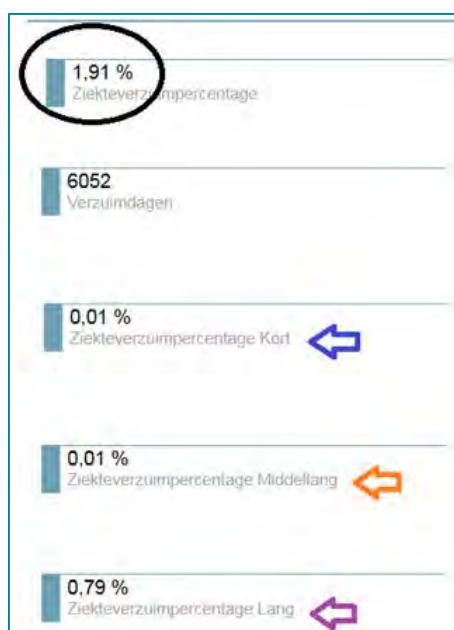 1,91 %
Ziekteverzuimpercentage
6052
Verzuimdagen
0,01 %
Ziekteverzuimpercentage Kort
0,01 %
Ziekteverzuimpercentage Middellang
0,79 %
Ziekteverzuimpercentage Lang